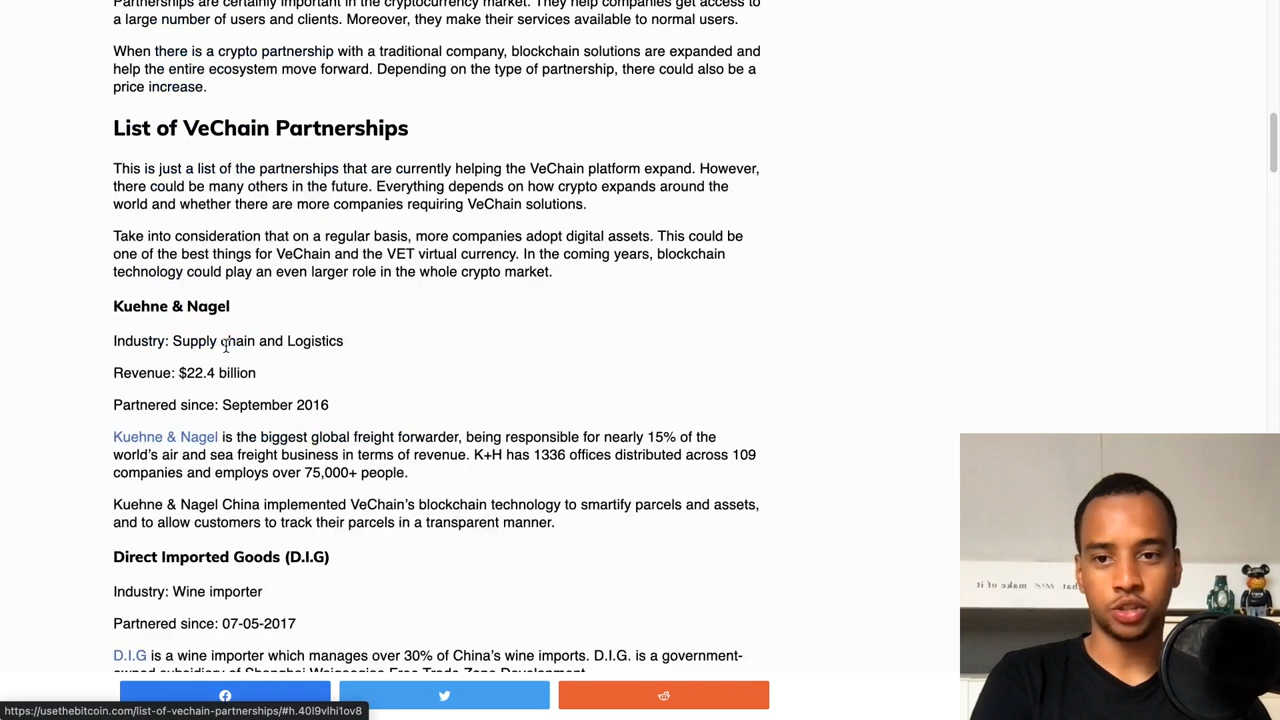 Partnerships are certainly important in the cryptocurrency market. They help companies get access to
a large number of users and clients. Moreover, they make their services available to normal users.
When there is a crypto partnership with a traditional company, blockchain solutions are expanded and
help the entire ecosystem move forward. Depending on the type of partnership, there could also be a
price increase.
List of VeChain Partnerships
This is just a list of the partnerships that are currently helping the VeChain platform expand. However,
there could be many others in the future. Everything depends on how crypto expands around the
world and whether there are more companies requiring VeChain solutions.
Take into consideration that on a regular basis, more companies adopt digital assets. This could be
one of the best things for VeChain and the VET virtual currency. In the coming years, blockchain
technology could play an even larger role in the whole crypto market.
Kuehne & Nagel
Industry: Supply chain and Logistics
Revenue: $22.4 billion
Partnered since: September 2016
Kuehne & Nagel is the biggest global freight forwarder, being responsible for nearly 15% of the
world’s air and sea freight business in terms of revenue. K+H has 1336 offices distributed across 109
companies and employs over 75,000+ people.
Kuehne & Nagel China implemented VeChain’s blockchain technology to smartify parcels and assets,
and to allow customers to track their parcels in a transparent manner.
Direct Imported Goods (D.I.G)
Industry: Wine importer
Partnered since: 07-05-2017
D.I.G is a wine importer which manages over 30% of China’s wine imports. D.I.G. is a government-
owned subsidiary of Shanghai Waigaoqiao Free Trade Zone Development
https://usethebitcoin.com/list-of-vechain-partnerships/#h.40l9vlhi1ov8
what make of it